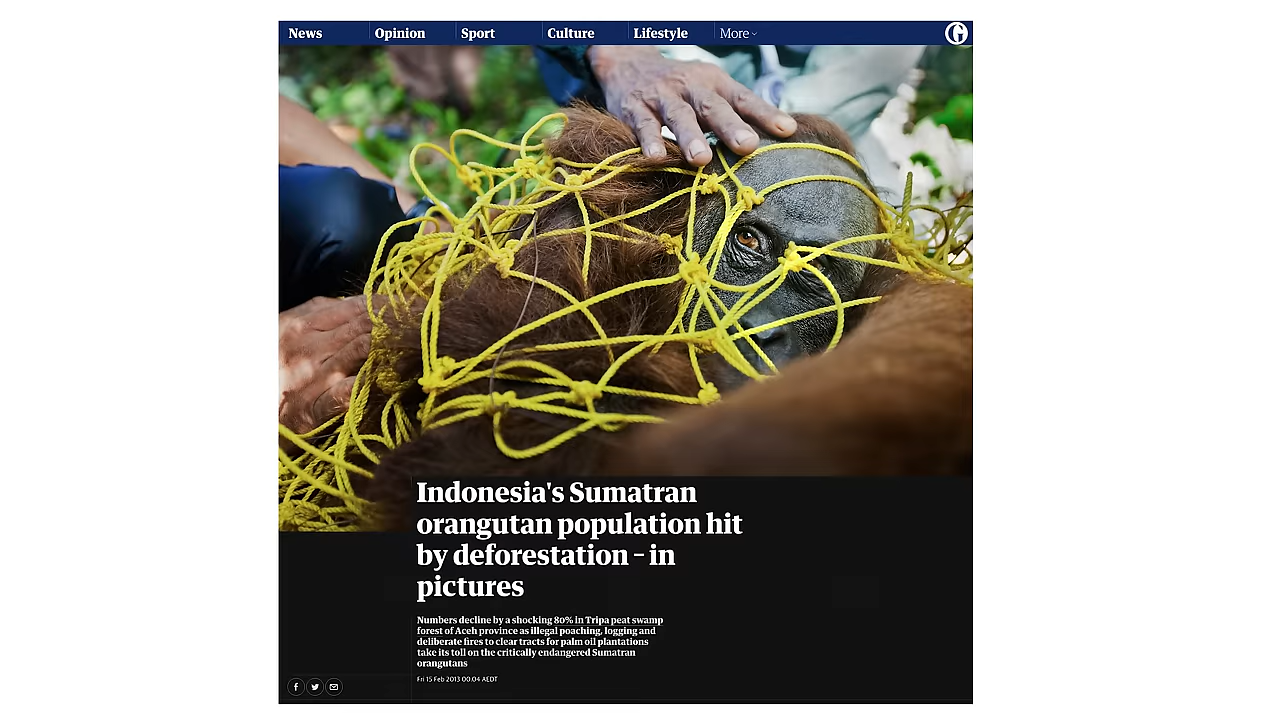 News Opinion Sport Culture Lifestyle More
Indonesia's Sumatran
orangutan population hit
by deforestation – in
pictures
Numbers decline by a shocking 80% in Tripa peat swamp
forest of Aceh province as illegal poaching, logging and
deliberate fires to clear tracts for palm oil plantations
take its toll on the critically endangered Sumatran
orangutans
Fri 15 Feb 2013 00.04 AEDT